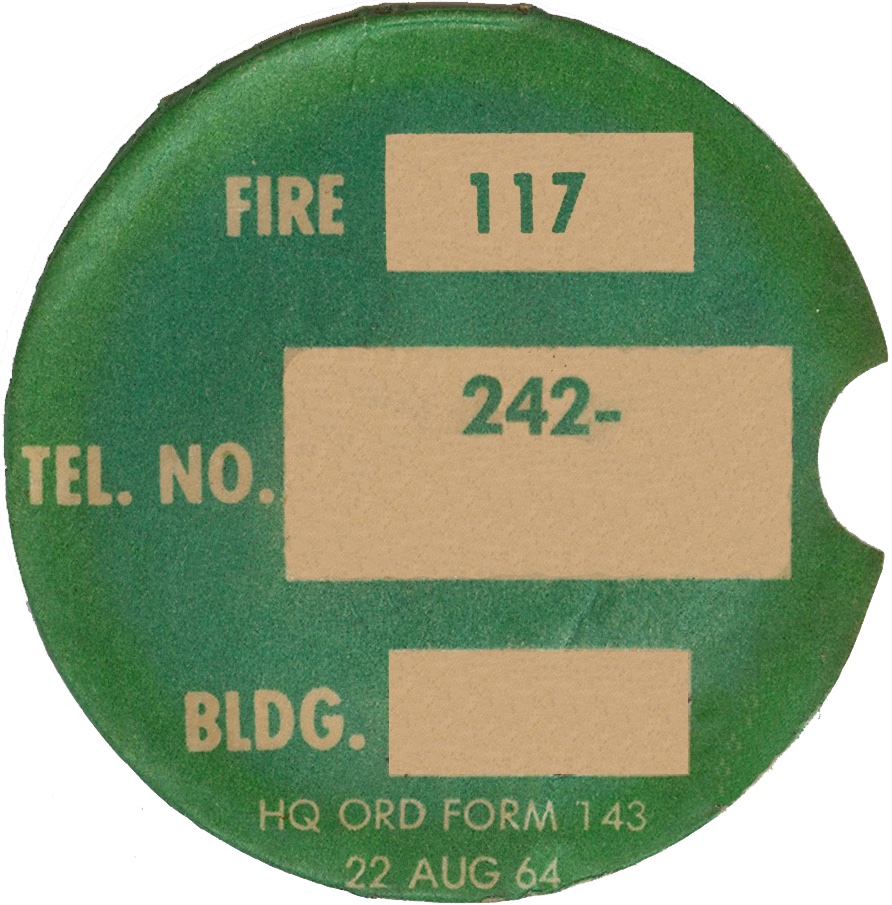 FIRE 117
242-
TEL. NO.
BLDG.
HQ ORD FORM 143
22 AUG 64